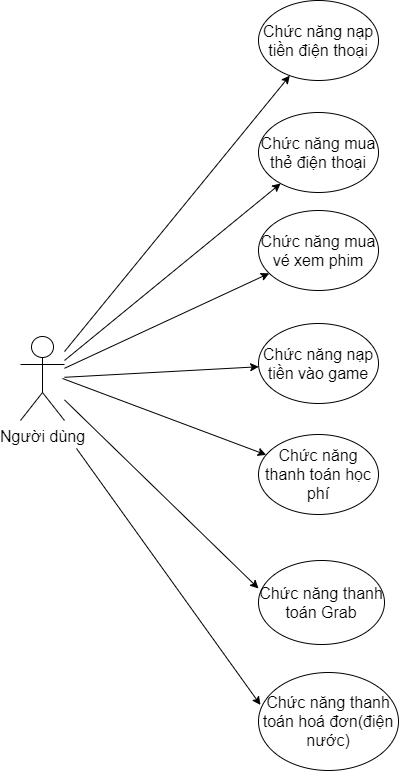 Chức năng nạp
tiền điện thoại
Chức năng mua
thẻ điện thoại
Chức năng mua
vé xem phim
Chức năng nạp
tiền vào game
Người dùng
Chức năng
thanh toán học
phí
Chức năng thanh
toán Grab
Chức năng thanh
toán hoá đơn(điện
nước)